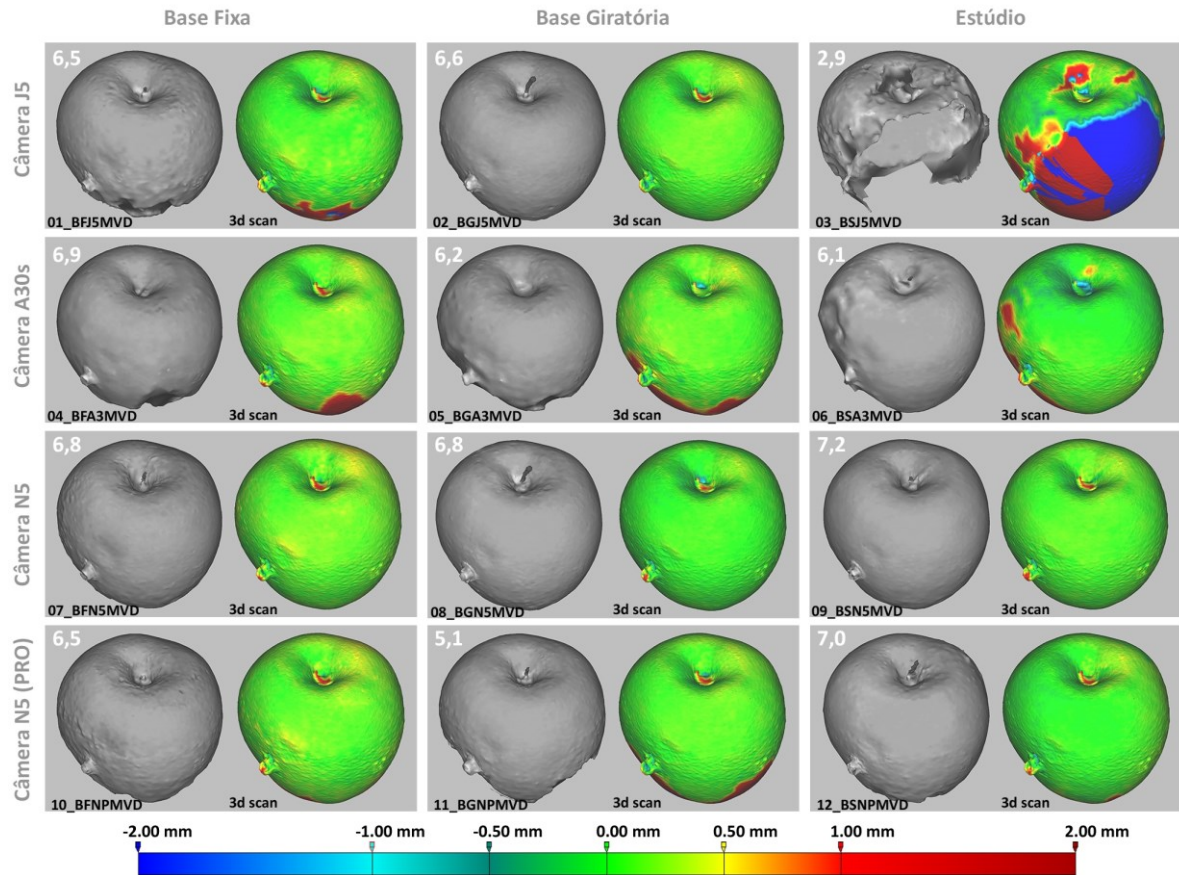 Base Fixa
Base Giratória
Estúdio
Câmera J5
6,5
01_BFJ5MVD
3d scan
6,6
02_BGJ5MVD
3d scan
2,9
03_BSJ5MVD
3d scan
Câmera A30s
6,9
04_BFA3MVD
3d scan
6,2
05_BGA3MVD
3d scan
6,1
06_BSA3MVD
3d scan
Câmera N5
6,8
07_BFN5MVD
3d scan
6,8
08_BGN5MVD
3d scan
7,2
09_BSN5MVD
3d scan
Câmera N5 (PRO)
6,5
10_BFNPMVD
3d scan
5,1
11_BGNPMVD
3d scan
7,0
12_BSNPMVD
3d scan
-2.00 mm
-1.00 mm
-0.50 mm
0.00 mm
0.50 mm
1.00 mm
2.00 mm